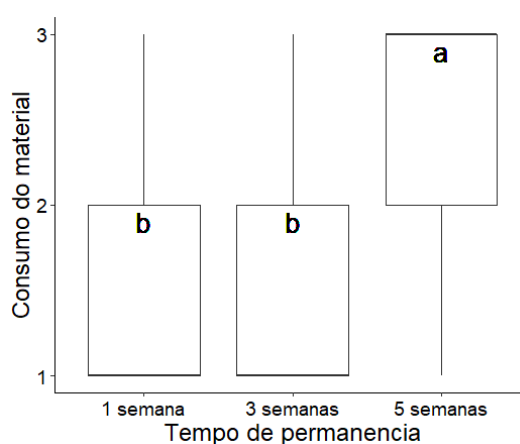 Consumo do material
3
2
1
b
b
a
1 semana
3 semanas
5 semanas
Tempo de permanencia